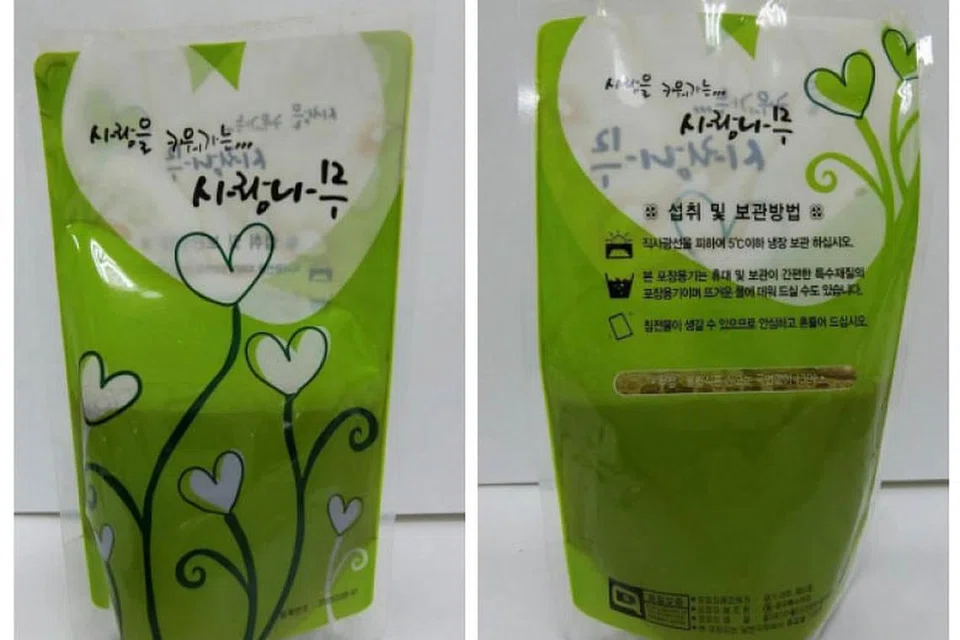 사랑을 키워가는...
사랑나무
사랑을 키워가는...
사랑나무
섭취 및 보관방법
직사광선을 피하여 5℃이하 냉장 보관 하십시오.
본 포장용기는 휴대 및 보관이 간편한 특수재질의
포장용기이며 뜨거운 물에 데워 드실 수도 있습니다.
침전물이 생길 수 있으므로 안심하고 흔들어 드십시오.